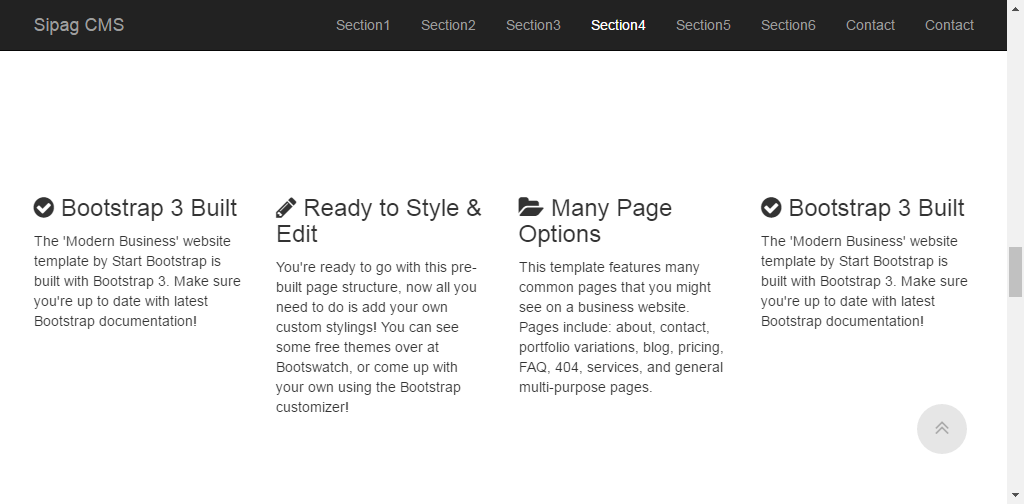 Sipag CMS Section1 Section2 Section3 Section4 Section5 Section6 Contact Contact
Bootstrap 3 Built
The 'Modern Business' website
template by Start Bootstrap is
built with Bootstrap 3. Make sure
you're up to date with latest
Bootstrap documentation!
Ready to Style &
Edit
You're ready to go with this pre-
built page structure, now all you
need to do is add your own
custom stylings! You can see
some free themes over at
Bootswatch, or come up with
your own using the Bootstrap
customizer!
Many Page
Options
This template features many
common pages that you might
see on a business website.
Pages include: about, contact,
portfolio variations, blog, pricing,
FAQ, 404, services, and general
multi-purpose pages.
Bootstrap 3 Built
The 'Modern Business' website
template by Start Bootstrap is
built with Bootstrap 3. Make sure
you're up to date with latest
Bootstrap documentation!